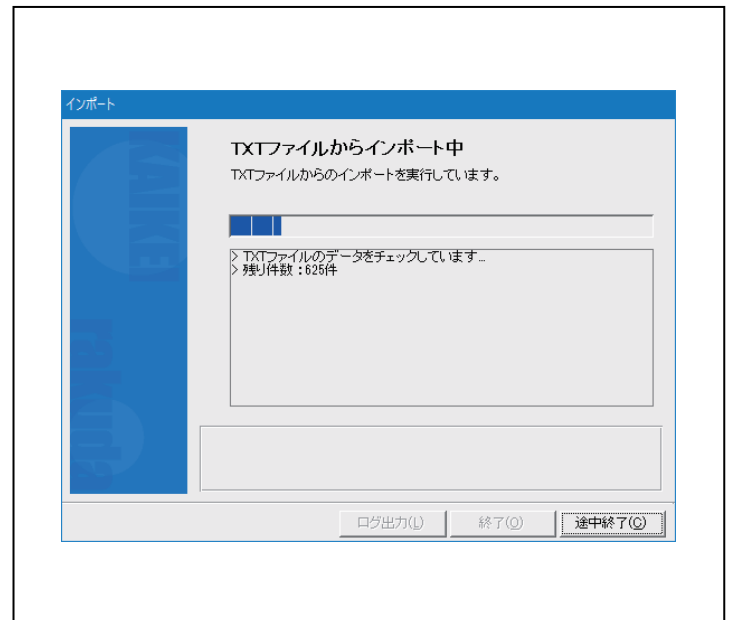 インポート
KAIKEI
rakuda
TXTファイルからインポート中
TXTファイルからのインポートを実行しています。
> TXTファイルのデータをチェックしています...
> 残り件数:625件
ログ出力(L)
終了(O)
途中終了(C)